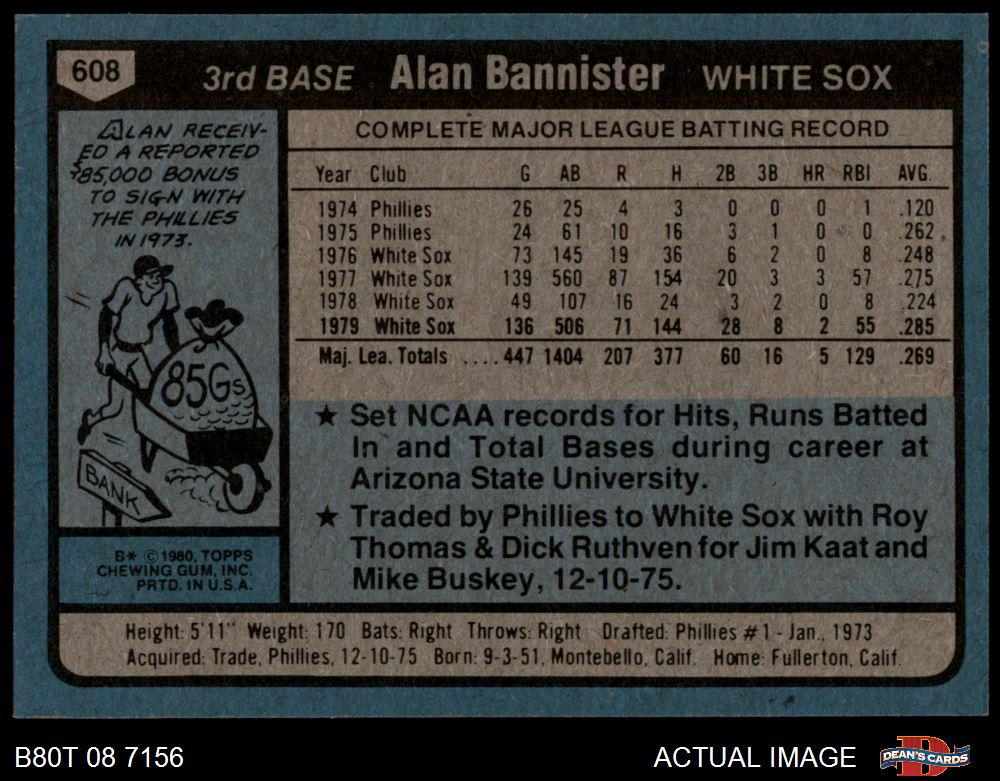 608
3rd BASE Alan Bannister WHITE SOX
ALAN RECEIV-
ED A REPORTED
$85,000 BONUS
TO SIGN WITH
THE PHILLIES
IN 1973.
85Gs
BANK
B* © 1980, TOPPS
CHEWING GUM, INC.
PRTD. IN U.S.A.
COMPLETE MAJOR LEAGUE BATTING RECORD
Year Club G AB R H 2B 3B HR RBI AVG.
1974 Phillies 26 25 4 3 0 0 0 1 .120
1975 Phillies 24 61 10 16 3 1 0 0 .262
1976 White Sox 73 145 19 36 6 2 0 8 .248
1977 White Sox 139 560 87 154 20 3 3 57 .275
1978 White Sox 49 107 16 24 3 2 0 8 .224
1979 White Sox 136 506 71 144 28 8 2 55 .285
Maj. Lea. Totals ....447 1404 207 377 60 16 5 129 .269
★ Set NCAA records for Hits, Runs Batted
In and Total Bases during career at
Arizona State University.
★ Traded by Phillies to White Sox with Roy
Thomas & Dick Ruthven for Jim Kaat and
Mike Buskey, 12-10-75.
Height: 5'11" Weight: 170 Bats: Right Throws: Right Drafted: Phillies #1 - Jan., 1973
Acquired: Trade, Phillies, 12-10-75 Born: 9-3-51, Montebello, Calif. Home: Fullerton, Calif.
B80T 08 7156 ACTUAL IMAGE DEAN'S CARDS